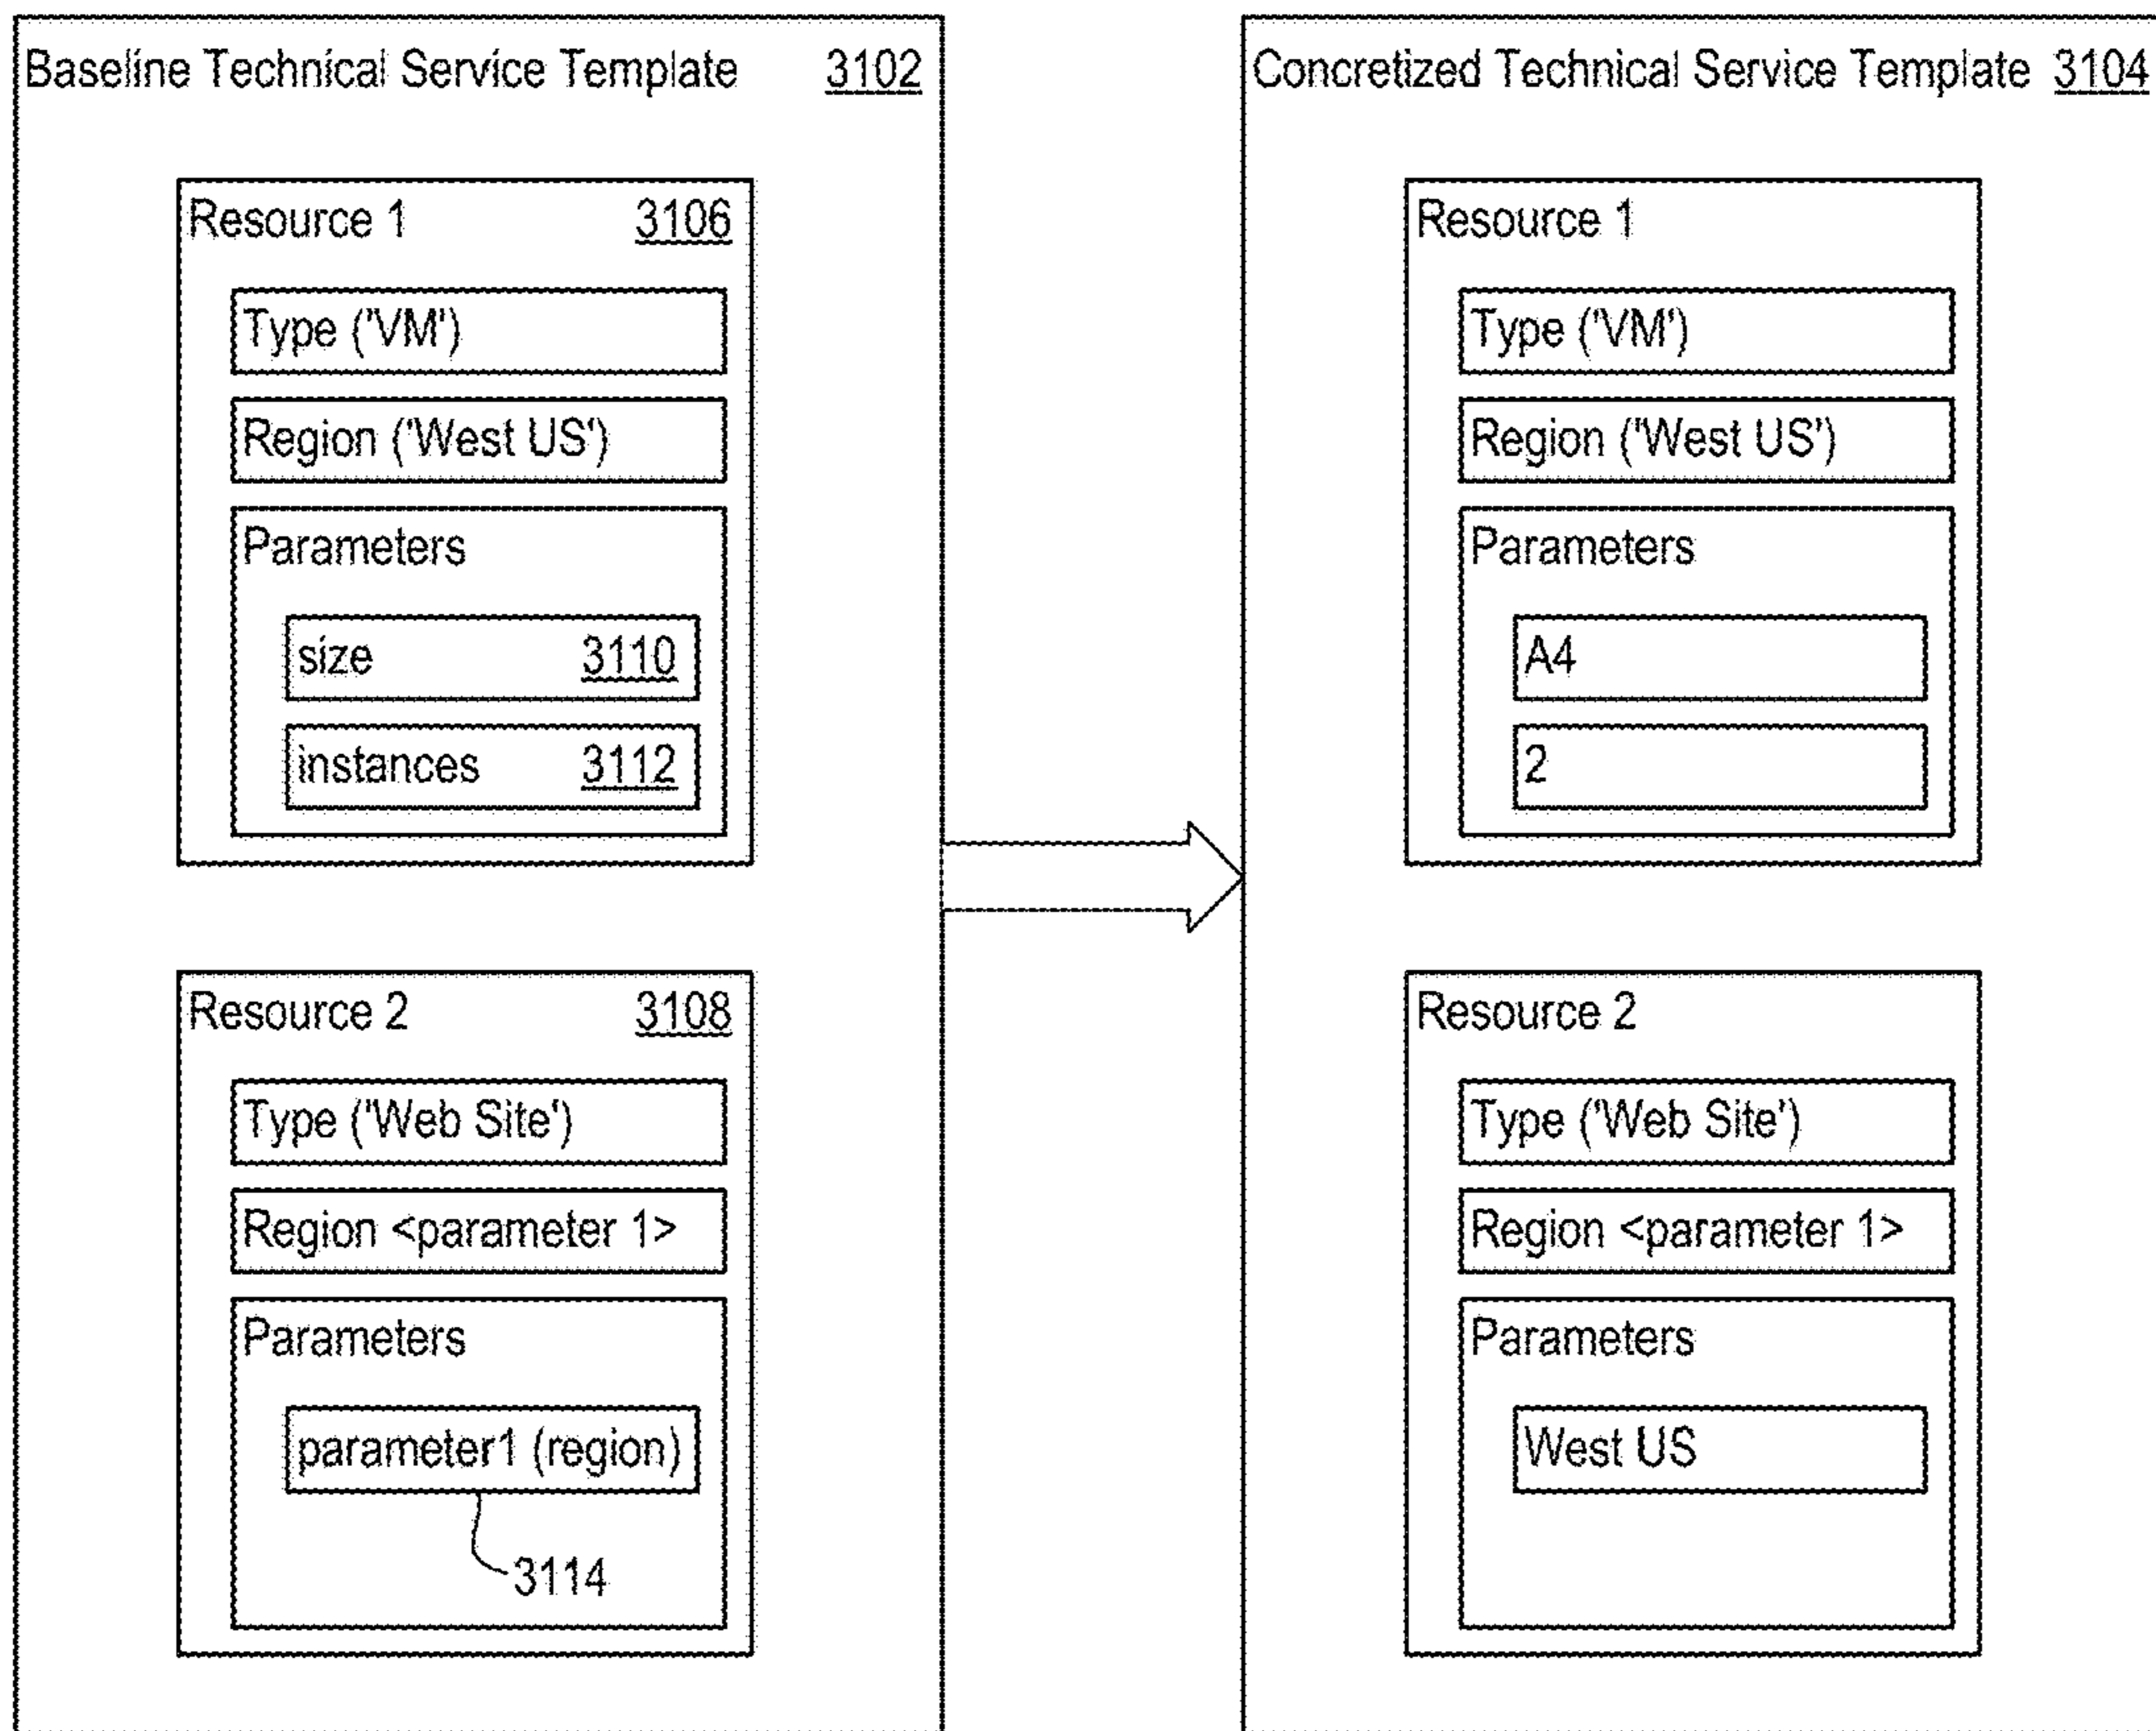 Baseline Technical Service Template 3102
Resource 1 3106
Type ('VM')
Region ('West US')
Parameters
size 3110
instances 3112
Resource 2 3108
Type ('Web Site')
Region <parameter 1>
Parameters
parameter1 (region)
3114
Concretized Technical Service Template 3104
Resource 1
Type ('VM')
Region ('West US')
Parameters
A4
2
Resource 2
Type ('Web Site')
Region <parameter 1>
Parameters
West US